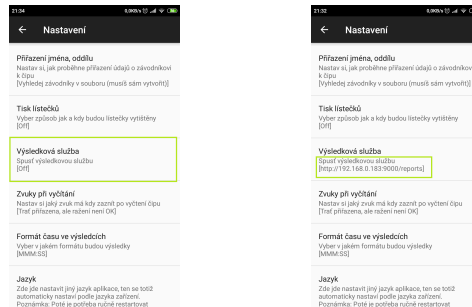 21:34
0,0KB/s
Nastavení
Přiřazení jména, oddílu
Nastav si, jak proběhne přiřazení údajů o závodníkovi
k čipu
[Vyhledej závodníky v souboru (musíš sám vytvořit)]
Tisk lístečků
Vyber způsob jak a kdy budou lístečky vytištěny
[Off]
Výsledková služba
Spusť výsledkovou službu
[Off]
Zvuky při vyčítání
Nastav si jaký zvuk má kdy zaznít po vyčtení čipu
[Trať přiřazena, ale ražení není OK]
Formát času ve výsledcích
Vyber v jakém formátu budou výsledky
[MMM:SS]
Jazyk
Zde jde nastavit jiný jazyk aplikace, ten se totiž
automaticky nastaví podle jazyka zařízení.
Poznámka: Poté je potřeba ručně restartovat
21:32
0,0KB/s
Nastavení
Přiřazení jména, oddílu
Nastav si, jak proběhne přiřazení údajů o závodníkov
k čipu
[Vyhledej závodníky v souboru (musíš sám vytvořit)]
Tisk lístečků
Vyber způsob jak a kdy budou lístečky vytištěny
[Off]
Výsledková služba
Spusť výsledkovou službu
[http://192.168.0.183:9000/reports]
Zvuky při vyčítání
Nastav si jaký zvuk má kdy zaznít po vyčtení čipu
[Trať přiřazena, ale ražení není OK]
Formát času ve výsledcích
Vyber v jakém formátu budou výsledky
[MMM:SS]
Jazyk
Zde jde nastavit jiný jazyk aplikace, ten se totiž
automaticky nastaví podle jazyka zařízení.
Poznámka: Poté je potřeba ručně restartovat